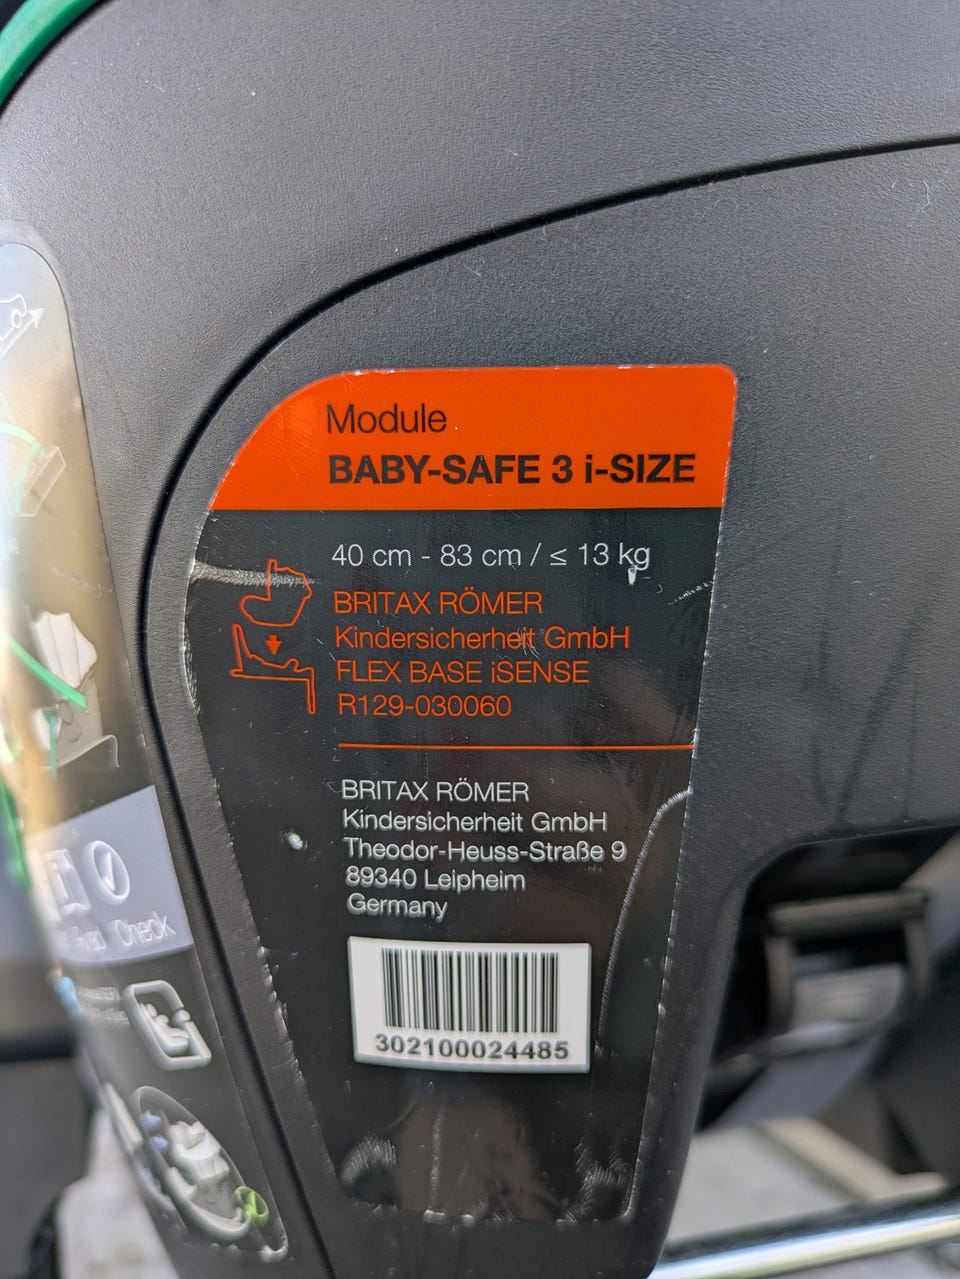 Module
BABY-SAFE 3 i-SIZE
40 cm - 83 cm / ≤ 13 kg
BRITAX RÖMER
Kindersicherheit GmbH
FLEX BASE iSENSE
R129-030060
BRITAX RÖMER
Kindersicherheit GmbH
Theodor-Heuss-Straße 9
89340 Leipheim
Germany
302100024485
Check